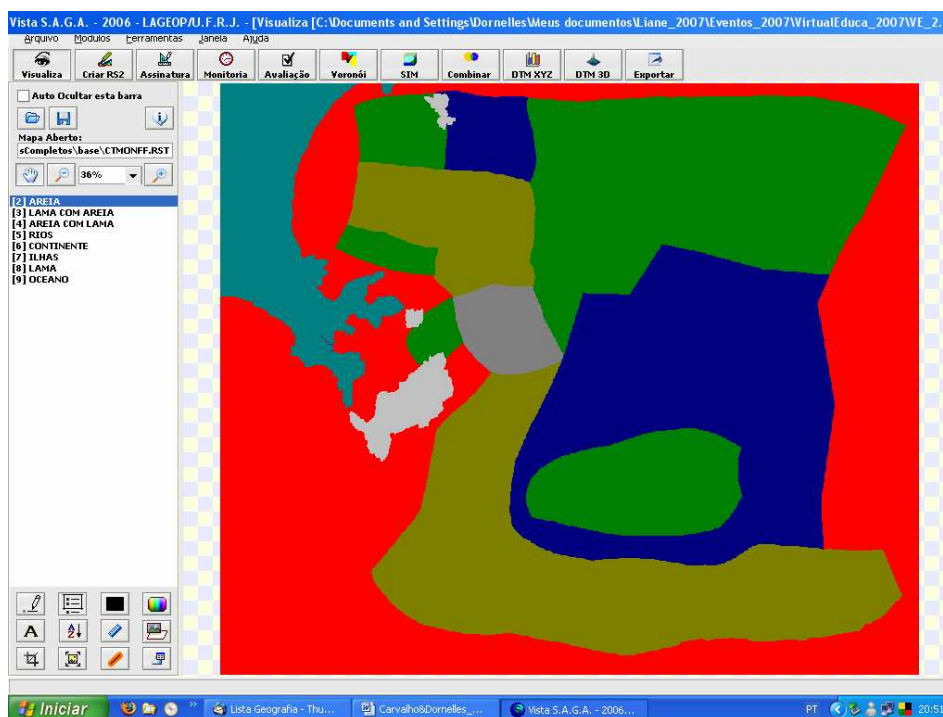 Vista S.A.G.A. - 2006 - LAGEOP/U.F.R.J. - [Visualiza [C:\Documents and Settings\Dornelles\Meus documentos\Liane_2007\Eventos_2007\VirtualEduca_2007\VE_2.
Arquivo Modulos Ferramentas Janela Ajuda
Visualiza Criar RS2 Assinatura Monitoria Avaliação Voronói SIM Combinar DTM XYZ DTM 3D Exportar
Auto Ocultar esta barra
Mapa Aberto:
sCompletos\base\CTMONFF.RST
36%
[2] AREIA
[3] LAMA COM AREIA
[4] AREIA COM LAMA
[5] RIOS
[6] CONTINENTE
[7] ILHAS
[8] LAMA
[9] OCEANO
Iniciar Lista Geografia - Thu... Carvalho&Dornelles_... Vista S.A.G.A. - 2006... PT 20:51